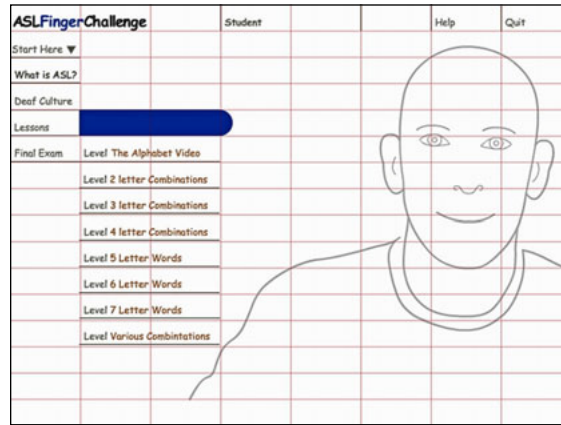 ASLFingerChallenge
Student
Help
Quit
Start Here ▼
What is ASL?
Deaf Culture
Lessons
Final Exam
Level The Alphabet Video
Level 2 letter Combinations
Level 3 letter Combinations
Level 4 letter Combinations
Level 5 Letter Words
Level 6 Letter Words
Level 7 Letter Words
Level Various Combintations